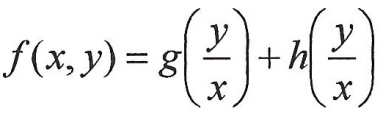 f(x, y) = g(y/x) + h(y/x)